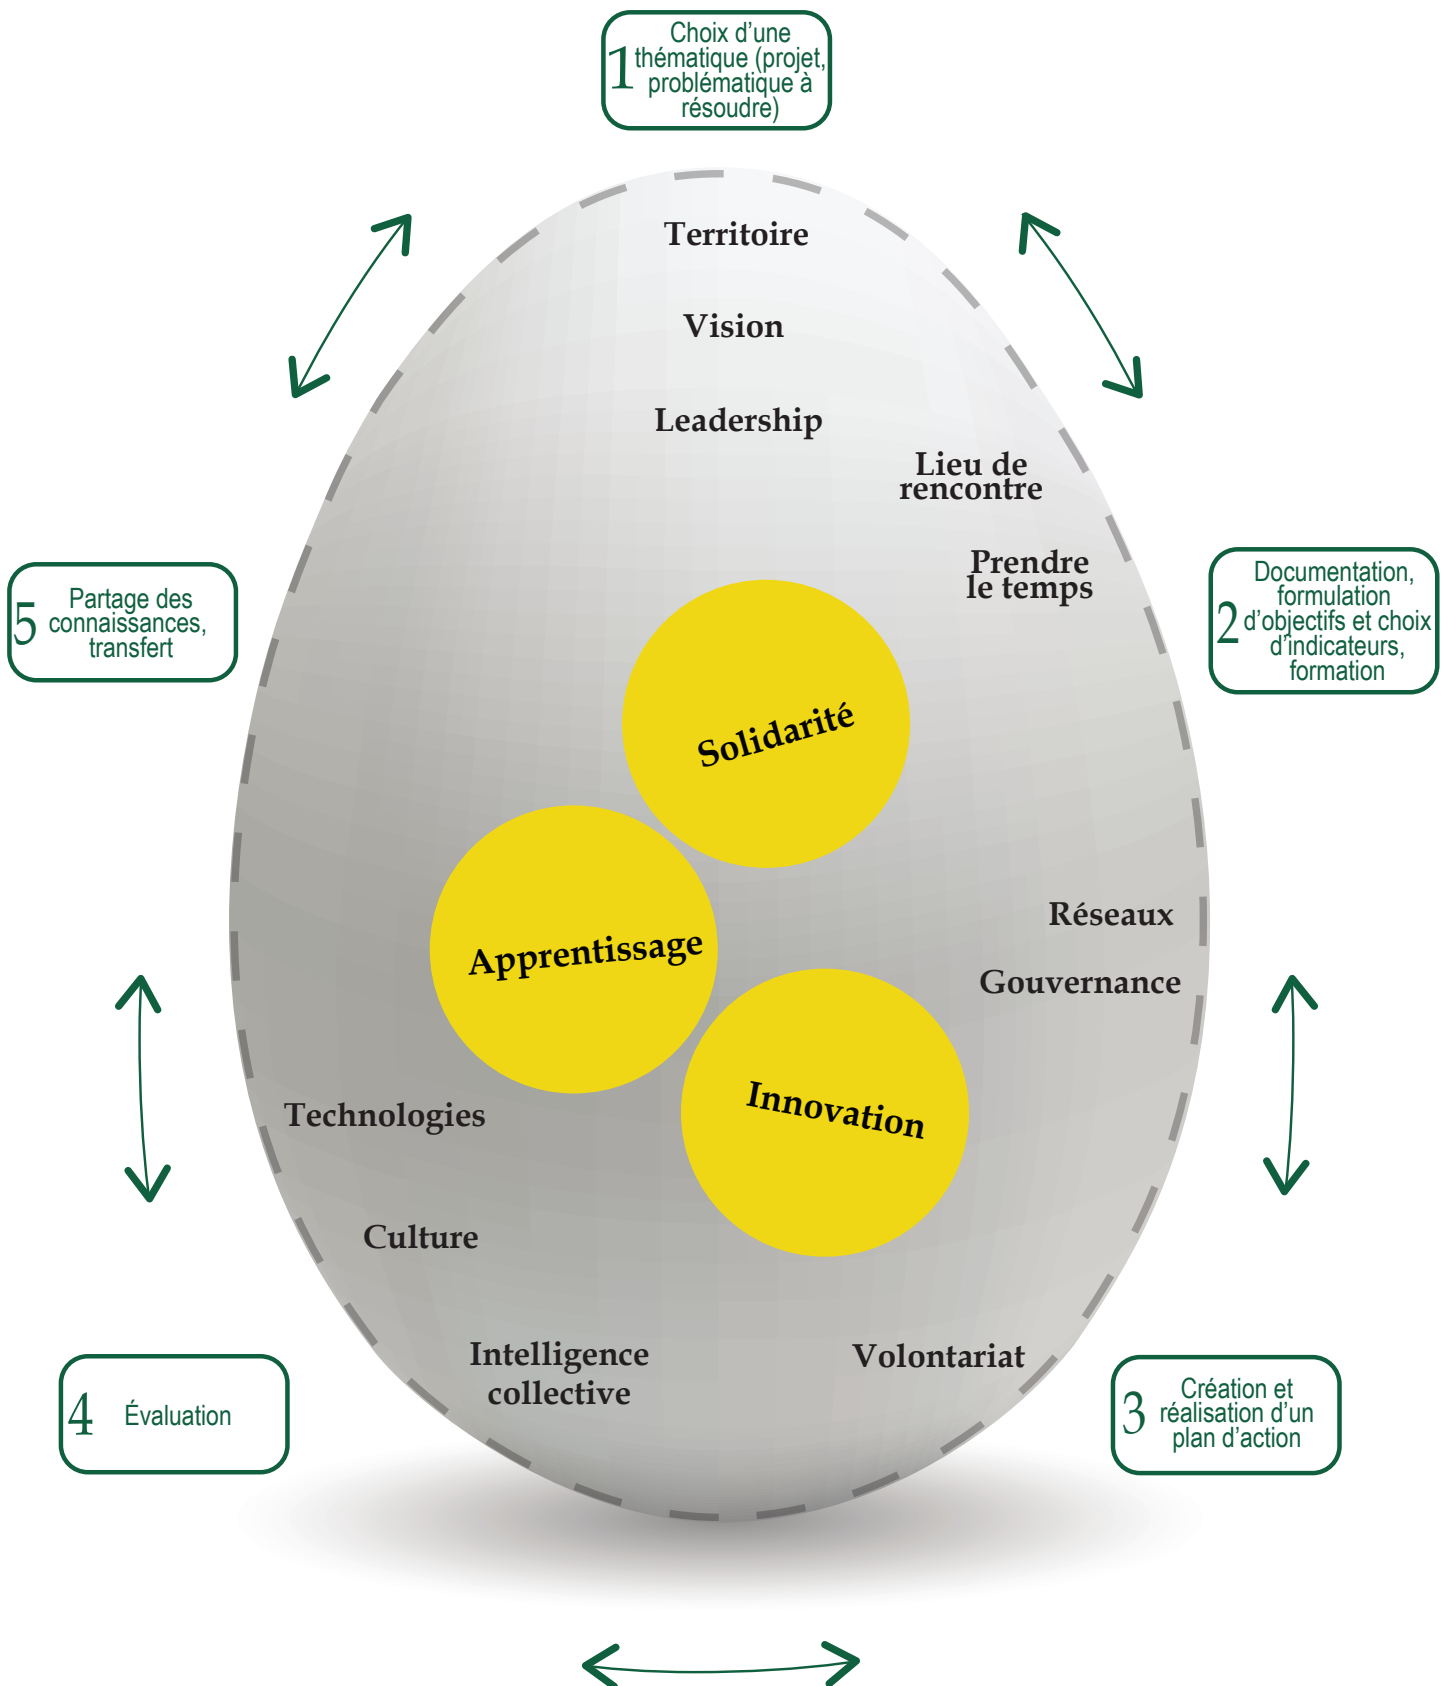 1
Choix d’une
thématique (projet,
problématique à
résoudre)
Territoire
Vision
Leadership
Lieu de
rencontre
Prendre
le temps
5
Partage des
connaissances,
transfert
2
Documentation,
formulation
d’objectifs et choix
d’indicateurs,
formation
Solidarité
Apprentissage
Réseaux
Gouvernance
Innovation
Technologies
Culture
Intelligence
collective
Volontariat
4
Évaluation
3
Création et
réalisation d’un
plan d’action